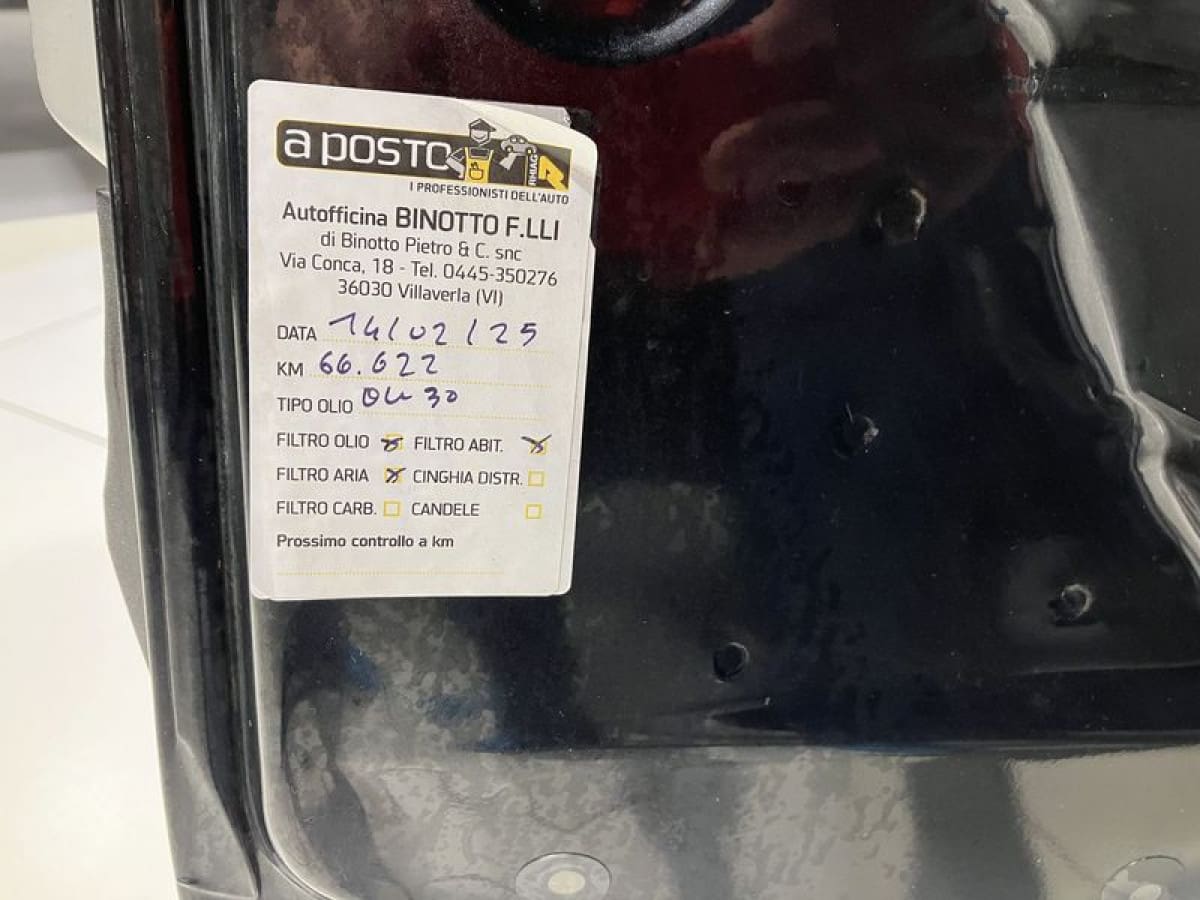 a posto RHIAG
I PROFESSIONISTI DELL'AUTO
Autofficina BINOTTO F.LLI
di Binotto Pietro & C. snc
Via Conca, 18 - Tel. 0445-350276
36030 Villaverla (VI)
DATA 14/02/25
KM 66.622
TIPO OLIO 0W30
FILTRO OLIO FILTRO ABIT.
FILTRO ARIA CINGHIA DISTR.
FILTRO CARB. CANDELE
Prossimo controllo a km